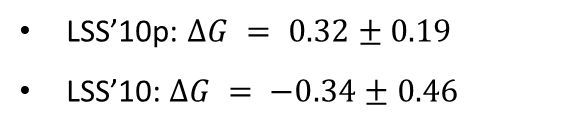 • LSS’10p: ΔG = 0.32 ± 0.19
• LSS’10: ΔG = −0.34 ± 0.46